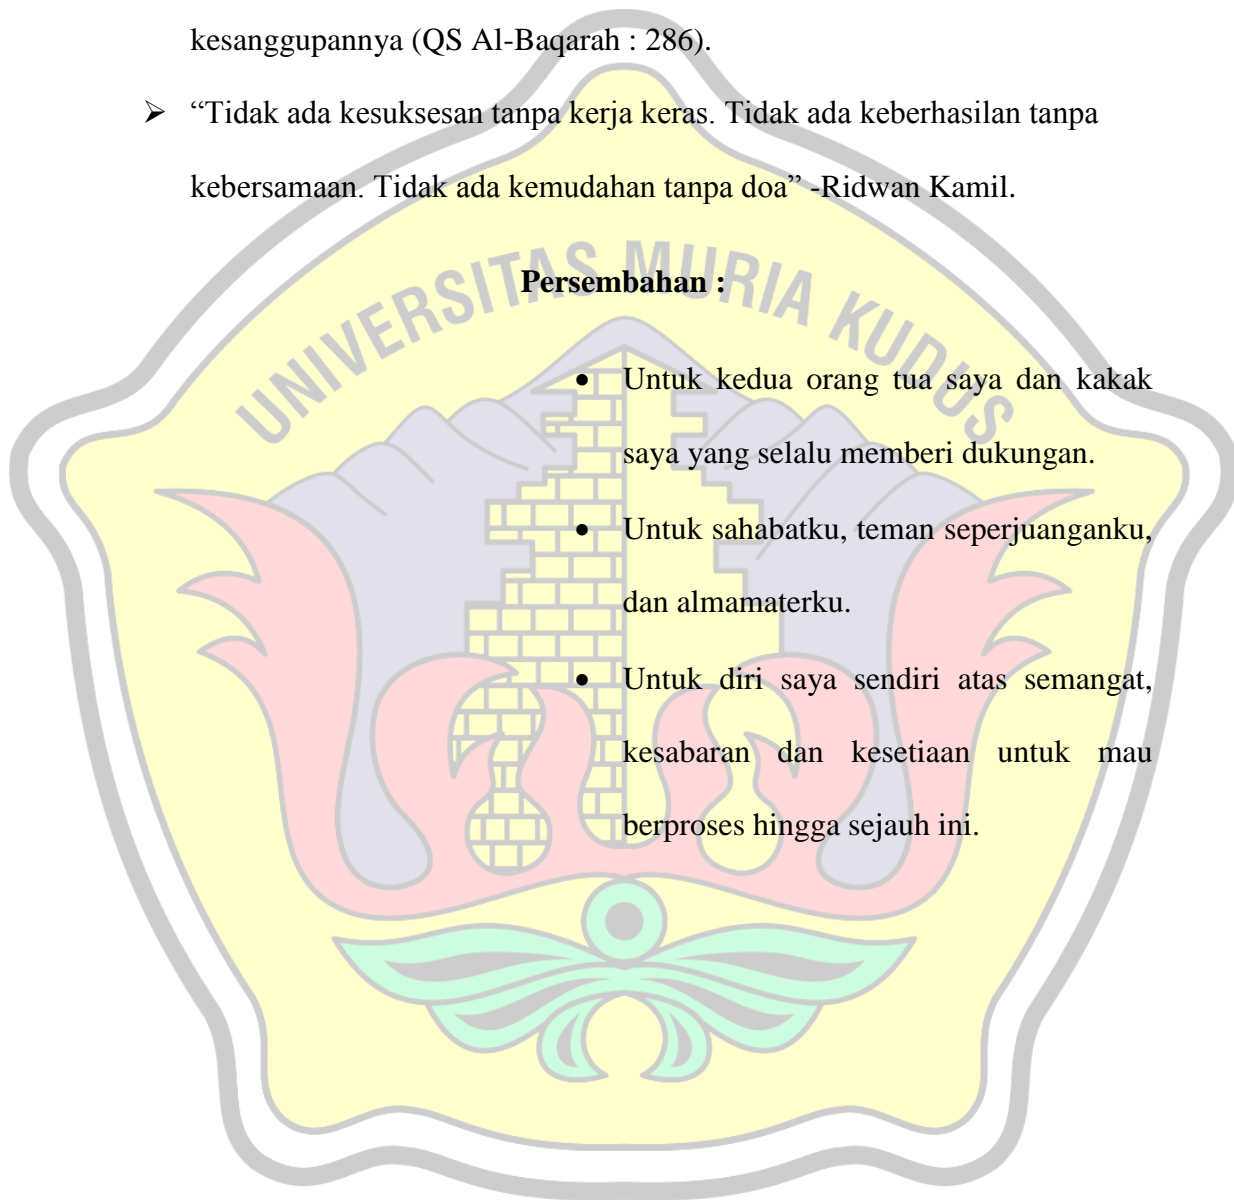 kesanggupannya (QS Al-Baqarah : 286).
➢ “Tidak ada kesuksesan tanpa kerja keras. Tidak ada keberhasilan tanpa
kebersamaan. Tidak ada kemudahan tanpa doa” -Ridwan Kamil.
UNIVERSITAS MURIA KUDUS
Persembahan :
• Untuk kedua orang tua saya dan kakak
saya yang selalu memberi dukungan.
• Untuk sahabatku, teman seperjuanganku,
dan almamaterku.
• Untuk diri saya sendiri atas semangat,
kesabaran dan kesetiaan untuk mau
berproses hingga sejauh ini.